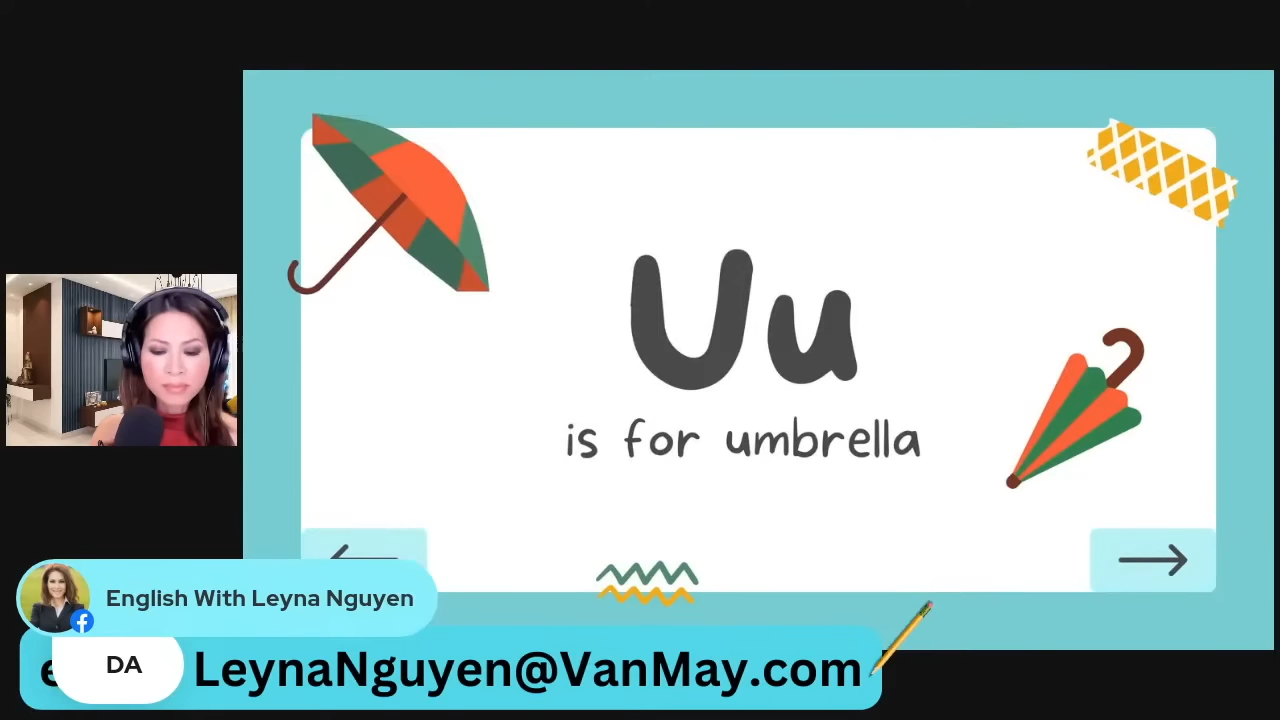 Uu
is for umbrella
English With Leyna Nguyen
DA
LeynaNguyen@VanMay.com